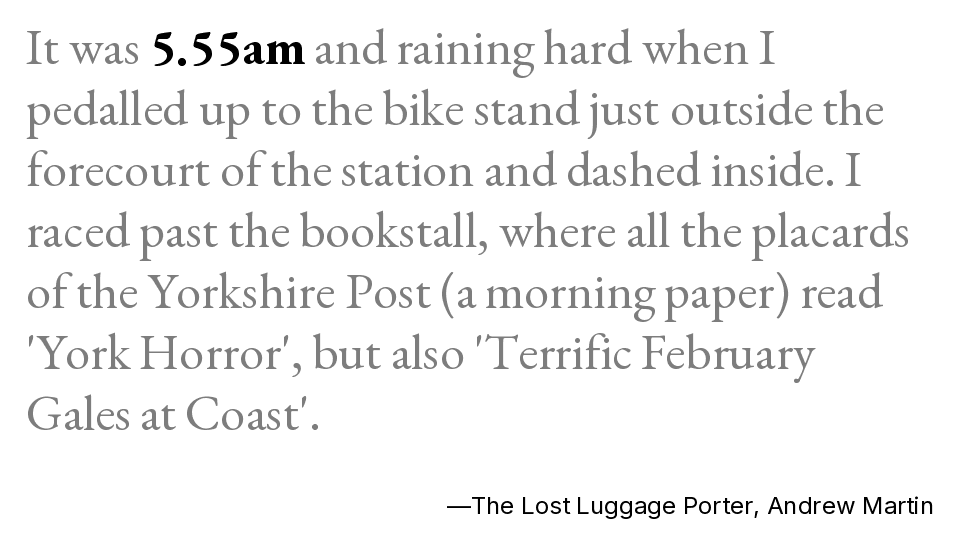 It was 5.55am and raining hard when I
pedalled up to the bike stand just outside the
forecourt of the station and dashed inside. I
raced past the bookstall, where all the placards
of the Yorkshire Post (a morning paper) read
'York Horror', but also 'Terrific February
Gales at Coast'.
—The Lost Luggage Porter, Andrew Martin